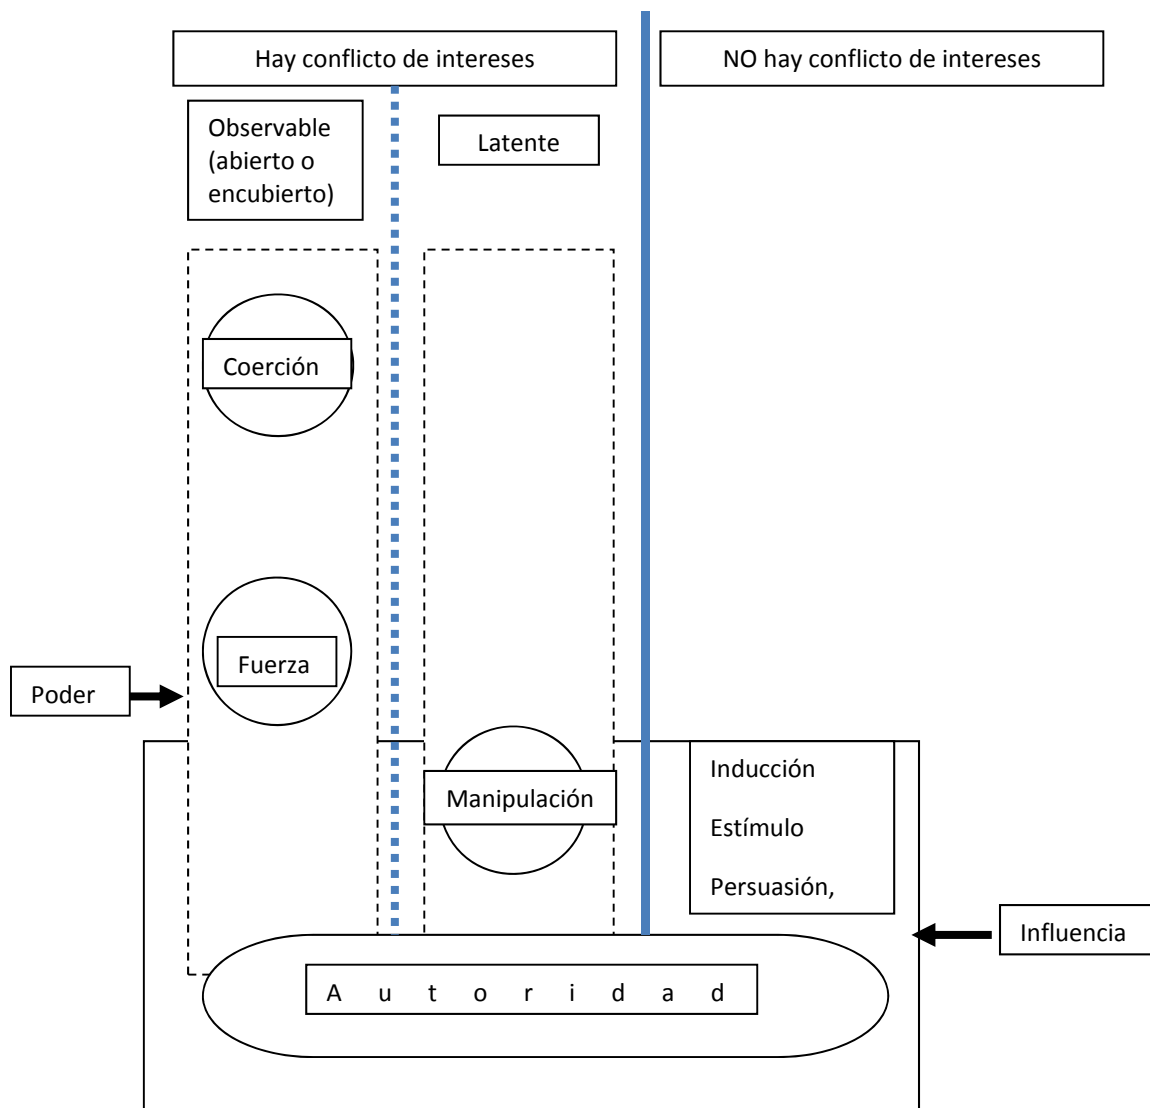 Hay conflicto de intereses
NO hay conflicto de intereses
Observable
(abierto o
encubierto)
Latente
Coerción
Fuerza
Poder
Manipulación
Inducción
Estímulo
Persuasión,
Influencia
A u t o r i d a d